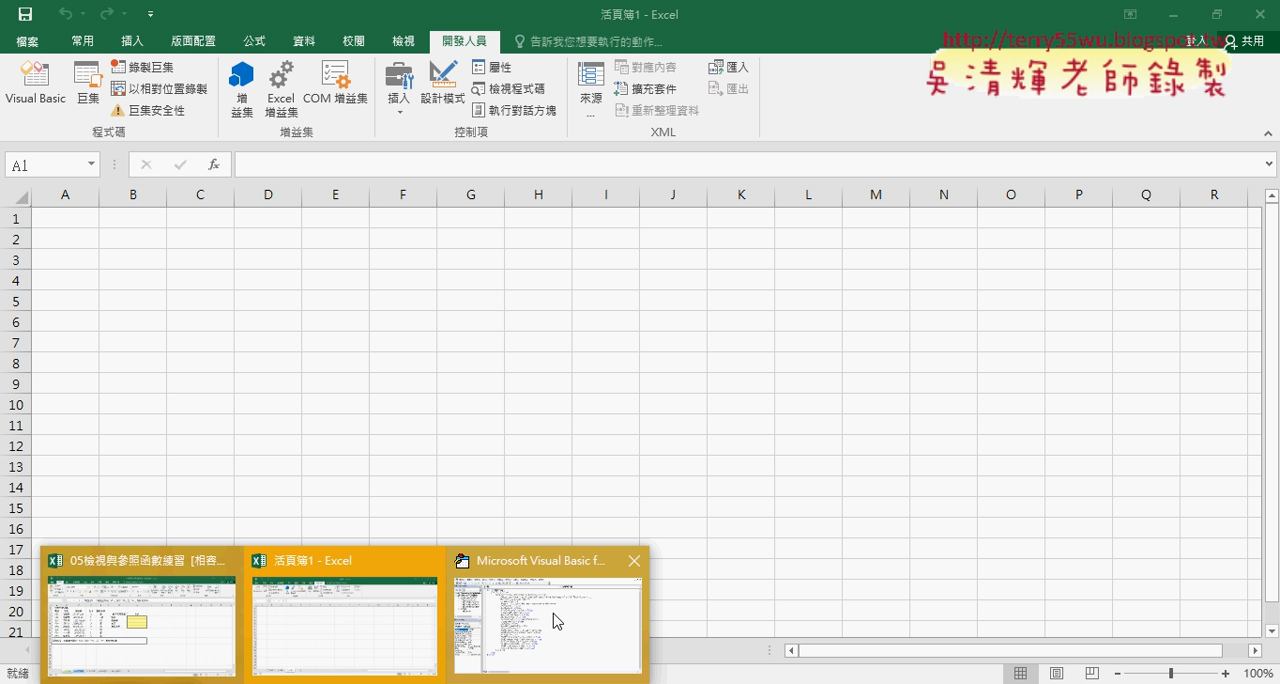 活頁簿1 - Excel
檔案 常用 插入 版面配置 公式 資料 校閱 檢視 開發人員 告訴我您想要執行的動作... 登入 共用
http://terry55wu.blogspot.tw
吳清輝老師錄製
Visual Basic 巨集 錄製巨集 以相對位置錄製 巨集安全性
增益集 Excel 增益集 COM 增益集
插入 設計模式 屬性 檢視程式碼 執行對話方塊
來源... 對應內容 擴充套件 重新整理資料 匯入 匯出
程式碼 增益集 控制項 XML
A1 fx
A B C D E F G H I J K L M N O P Q R
1
2
3
4
5
6
7
8
9
10
11
12
13
14
15
16
17
18
19
20
21
05檢視與參照函數練習 [相容... 活頁簿1 - Excel Microsoft Visual Basic f...
就緒 100%